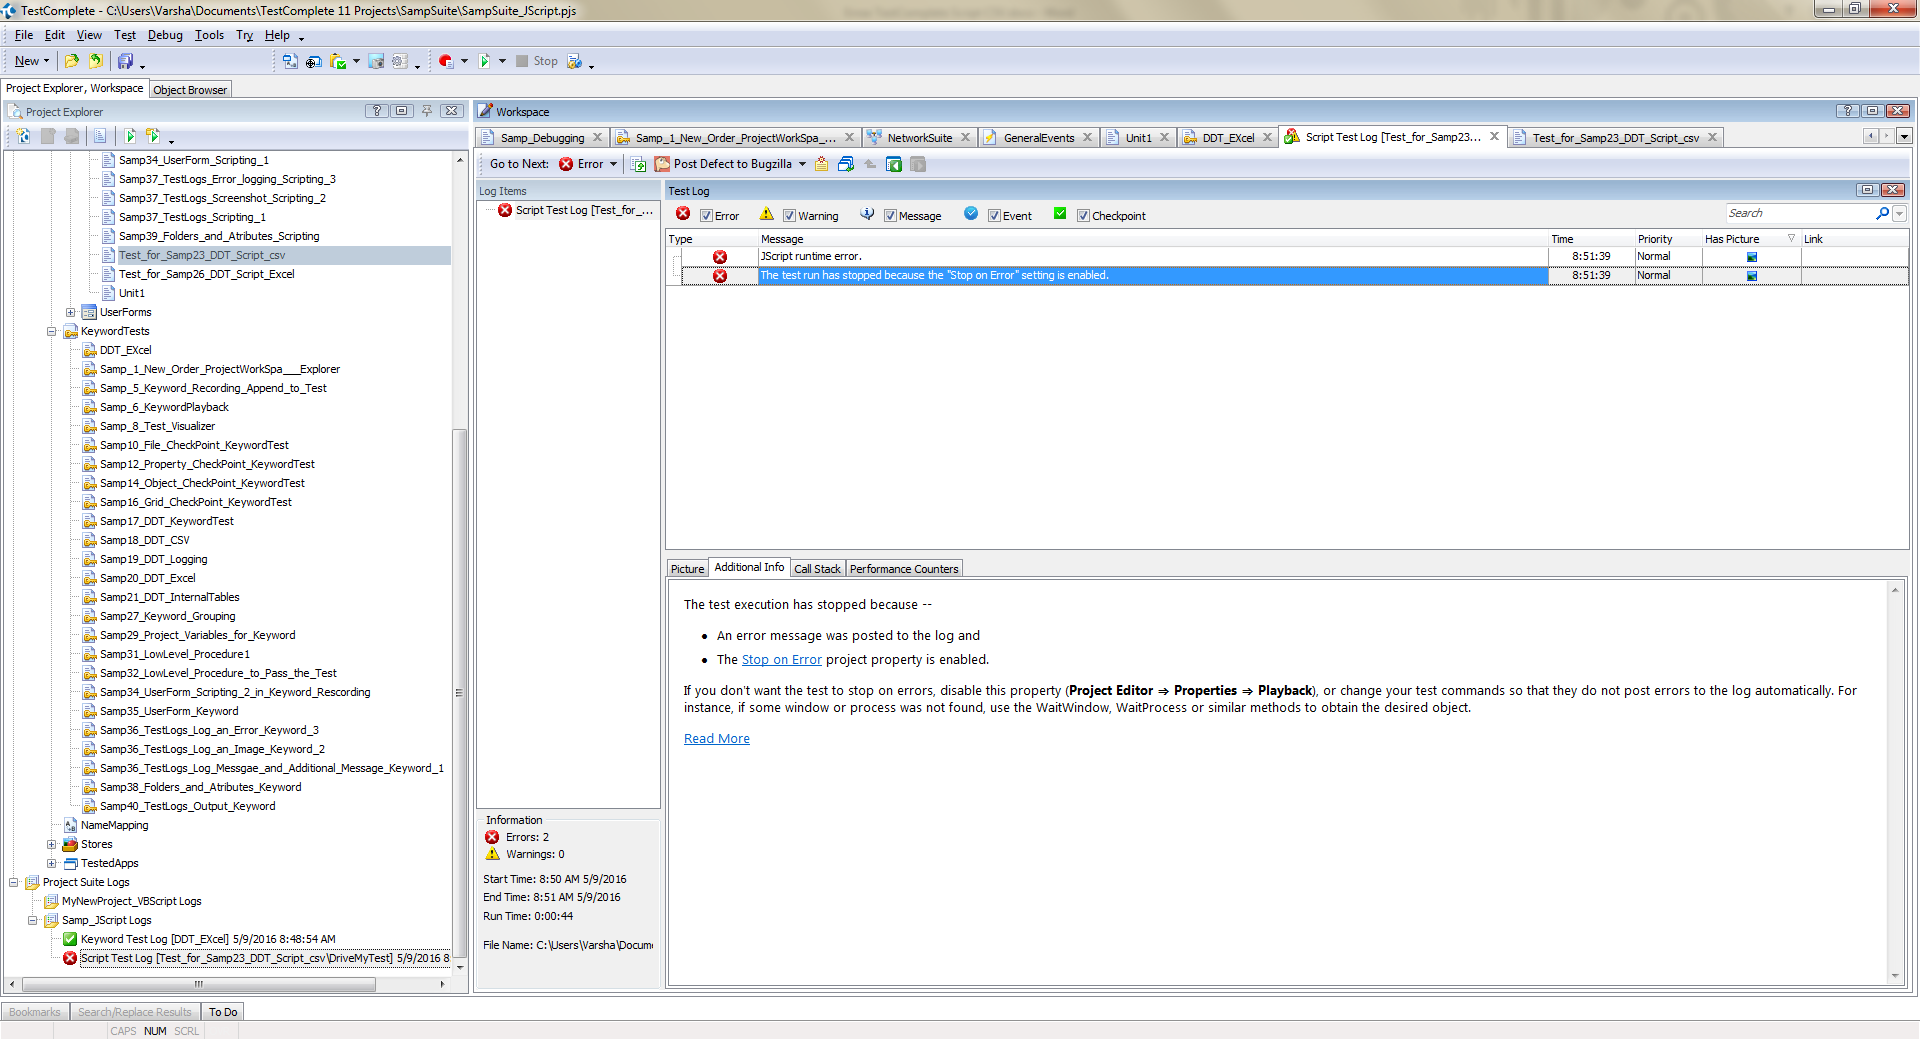 TestComplete - C:\Users\Varsha\Documents\TestComplete 11 Projects\SampSuite\SampSuite_JScript.pjs
File Edit View Test Debug Tools Try Help
New Stop
Project Explorer, Workspace Object Browser
Project Explorer
Samp34_UserForm_Scripting_1
Samp37_TestLogs_Error_logging_Scripting_3
Samp37_TestLogs_Screenshot_Scripting_2
Samp37_TestLogs_Scripting_1
Samp39_Folders_and_Atributes_Scripting
Test_for_Samp23_DDT_Script_csv
Test_for_Samp26_DDT_Script_Excel
Unit1
UserForms
KeywordTests
DDT_EXcel
Samp_1_New_Order_ProjectWorkSpa___Explorer
Samp_5_Keyword_Recording_Append_to_Test
Samp_6_KeywordPlayback
Samp_8_Test_Visualizer
Samp10_File_CheckPoint_KeywordTest
Samp12_Property_CheckPoint_KeywordTest
Samp14_Object_CheckPoint_KeywordTest
Samp16_Grid_CheckPoint_KeywordTest
Samp17_DDT_KeywordTest
Samp18_DDT_CSV
Samp19_DDT_Logging
Samp20_DDT_Excel
Samp21_DDT_InternalTables
Samp27_Keyword_Grouping
Samp29_Project_Variables_for_Keyword
Samp31_LowLevel_Procedure1
Samp32_LowLevel_Procedure_to_Pass_the_Test
Samp34_UserForm_Scripting_2_in_Keyword_Rescording
Samp35_UserForm_Keyword
Samp36_TestLogs_Log_an_Error_Keyword_3
Samp36_TestLogs_Log_an_Image_Keyword_2
Samp36_TestLogs_Log_Messgae_and_Additional_Message_Keyword_1
Samp38_Folders_and_Atributes_Keyword
Samp40_TestLogs_Output_Keyword
NameMapping
Stores
TestedApps
Project Suite Logs
MyNewProject_VBScript Logs
Samp_JScript Logs
Keyword Test Log [DDT_EXcel] 5/9/2016 8:48:54 AM
Script Test Log [Test_for_Samp23_DDT_Script_csv\DriveMyTest] 5/9/2016 8
Workspace
Samp_Debugging Samp_1_New_Order_ProjectWorkSpa_... NetworkSuite GeneralEvents Unit1 DDT_EXcel Script Test Log [Test_for_Samp23... Test_for_Samp23_DDT_Script_csv
Go to Next: Error Post Defect to Bugzilla
Log Items
Script Test Log [Test_for_...
Information
Errors: 2
Warnings: 0
Start Time: 8:50 AM 5/9/2016
End Time: 8:51 AM 5/9/2016
Run Time: 0:00:44
File Name: C:\Users\Varsha\Docum
Test Log
Error Warning Message Event Checkpoint Search
Type Message Time Priority Has Picture Link
JScript runtime error. 8:51:39 Normal
The test run has stopped because the "Stop on Error" setting is enabled. 8:51:39 Normal
Picture Additional Info Call Stack Performance Counters
The test execution has stopped because --
• An error message was posted to the log and
• The Stop on Error project property is enabled.
If you don't want the test to stop on errors, disable this property (Project Editor ⇒ Properties ⇒ Playback), or change your test commands so that they do not post errors to the log automatically. For
instance, if some window or process was not found, use the WaitWindow, WaitProcess or similar methods to obtain the desired object.
Read More
Bookmarks Search/Replace Results To Do
CAPS NUM SCRL